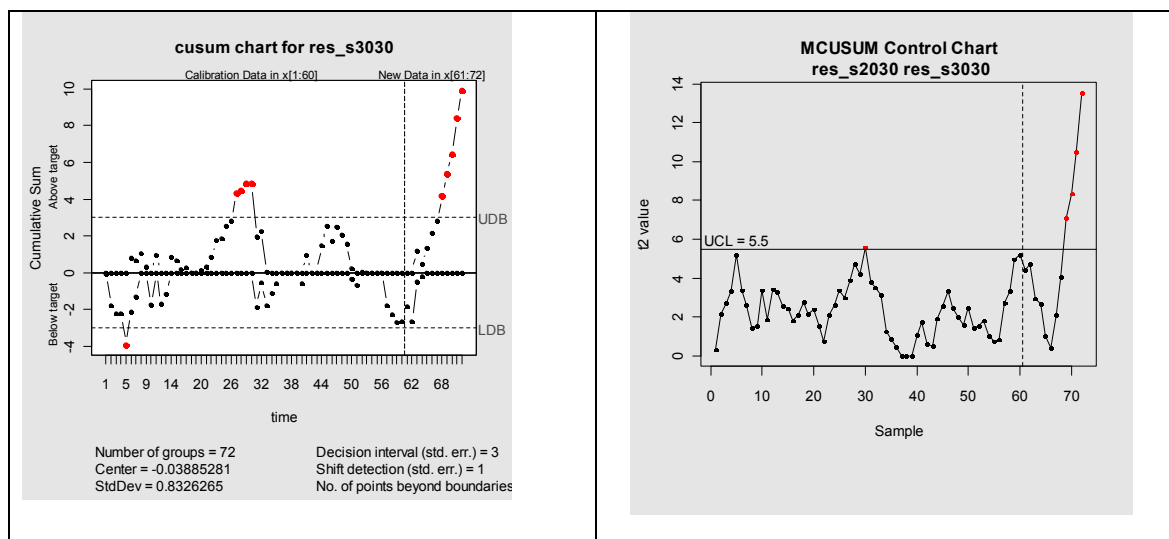 cusum chart for res_s3030
Calibration Data in x[1:60]
New Data in x[61:72]
Cumulative Sum
Above target
Below target
10
8
6
4
2
0
-2
-4
UDB
LDB
1 5 9 14 20 26 32 38 44 50 56 62 68
time
Number of groups = 72
Center = -0.03885281
StdDev = 0.8326265
Decision interval (std. err.) = 3
Shift detection (std. err.) = 1
No. of points beyond boundaries
MCUSUM Control Chart
res_s2030 res_s3030
t2 value
14
12
10
8
6
4
2
0
UCL = 5.5
0 10 20 30 40 50 60 70
Sample